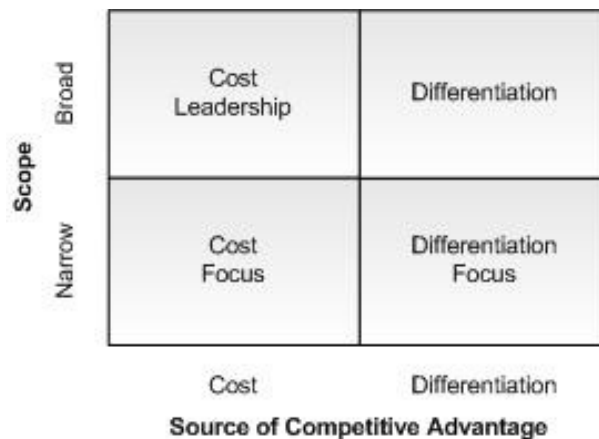 Broad
Cost
Leadership
Differentiation
Scope
Narrow
Cost
Focus
Differentiation
Focus
Cost
Differentiation
Source of Competitive Advantage